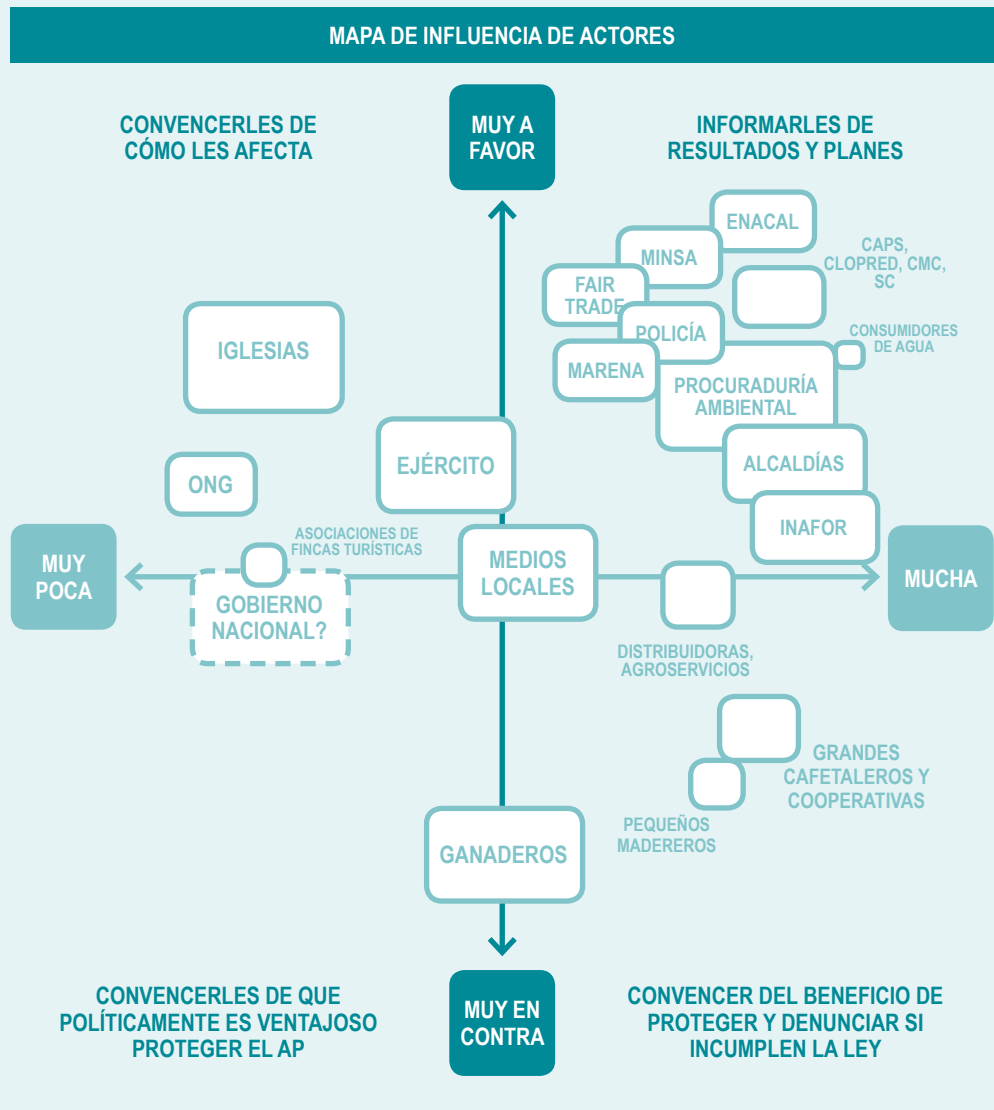 MAPA DE INFLUENCIA DE ACTORES
CONVENCERLES DE
CÓMO LES AFECTA
MUY A
FAVOR
INFORMARLES DE
RESULTADOS Y PLANES
ENACAL
MINSA
CAPS,
CLOPRED, CMC,
SC
FAIR
TRADE
POLICÍA
CONSUMIDORES
DE AGUA
IGLESIAS
MARENA
PROCURADURÍA
AMBIENTAL
EJÉRCITO
ALCALDÍAS
ONG
INAFOR
ASOCIACIONES DE
FINCAS TURÍSTICAS
MUY
POCA
MEDIOS
LOCALES
MUCHA
GOBIERNO
NACIONAL?
DISTRIBUIDORAS,
AGROSERVICIOS
GRANDES
CAFETALEROS Y
COOPERATIVAS
PEQUEÑOS
MADEREROS
GANADEROS
CONVENCERLES DE QUE
POLÍTICAMENTE ES VENTAJOSO
PROTEGER EL AP
MUY EN
CONTRA
CONVENCER DEL BENEFICIO DE
PROTEGER Y DENUNCIAR SI
INCUMPLEN LA LEY